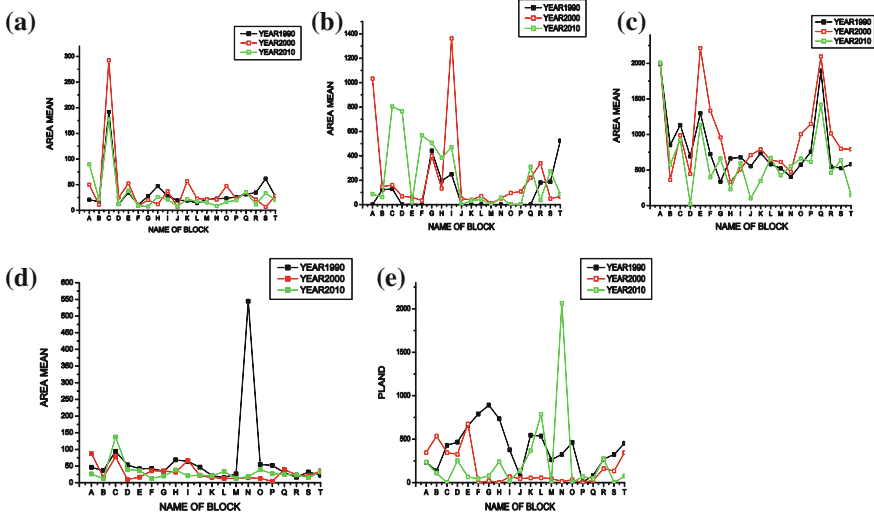 (a)
YEAR1990
YEAR2000
YEAR2010
AREA MEAN
300
250
200
150
100
50
0
A B C D E F G H I J K L M N O P Q R S T
NAME OF BLOCK
(b)
YEAR1990
YEAR2000
YEAR2010
AREA MEAN
1400
1200
1000
800
600
400
200
0
A B C D E F G H I J K L M N O P Q R S T
NAME OF BLOCK
(c)
YEAR1990
YEAR2000
YEAR2010
AREA MEAN
2000
1500
1000
500
0
A B C D E F G H I J K L M N O P Q R S T
NAME OF BLOCK
(d)
YEAR1990
YEAR2000
YEAR2010
AREA MEAN
600
550
500
450
400
350
300
250
200
150
100
50
0
A B C D E F G H I J K L M N O P Q R S T
NAME OF BLOCK
(e)
YEAR1990
YEAR2000
YEAR2010
PLAND
2000
1500
1000
500
0
A B C D E F G H I J K L M N O P Q R S T
NAME OF BLOCK